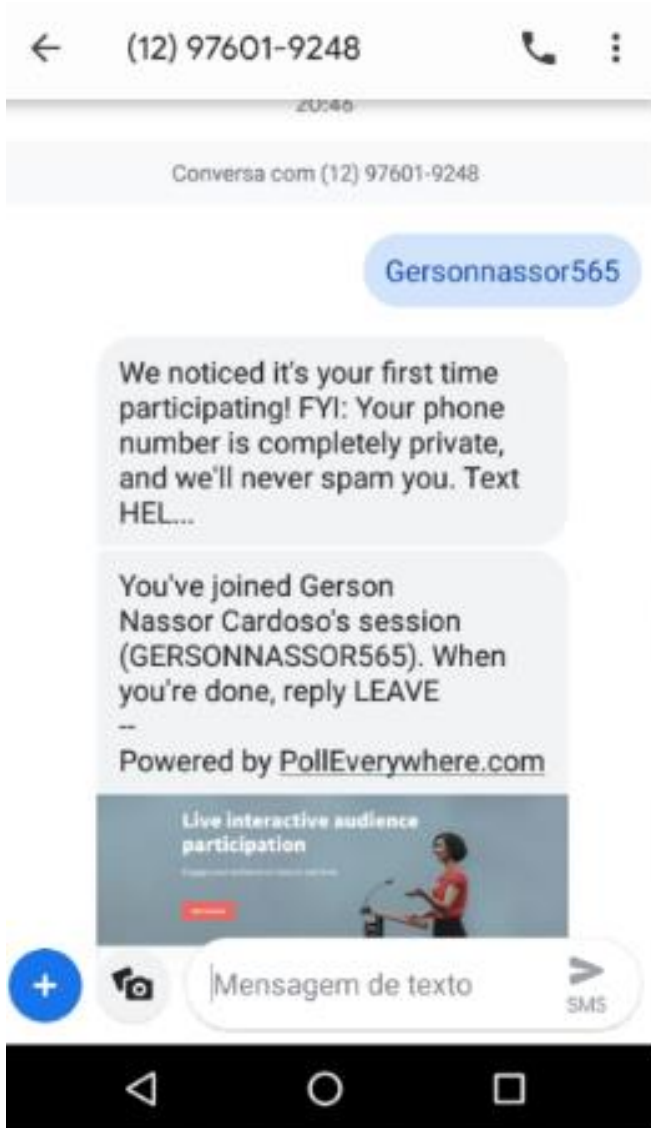 (12) 97601-9248
20:46
Conversa com (12) 97601-9248
Gersonnassor565
We noticed it's your first time
participating! FYI: Your phone
number is completely private,
and we'll never spam you. Text
HEL...
You've joined Gerson
Nassor Cardoso's session
(GERSONNASSOR565). When
you're done, reply LEAVE
--
Powered by PollEverywhere.com
Live interactive audience
participation
Mensagem de texto
SMS